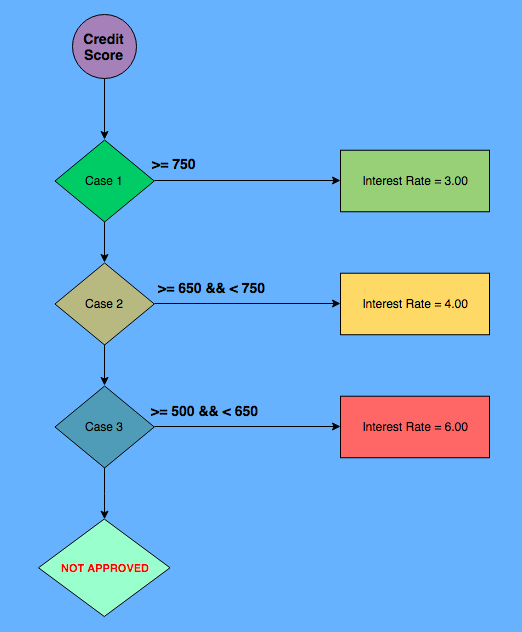 Credit
Score
>= 750
Case 1
Interest Rate = 3.00
>= 650 && < 750
Case 2
Interest Rate = 4.00
>= 500 && < 650
Case 3
Interest Rate = 6.00
NOT APPROVED